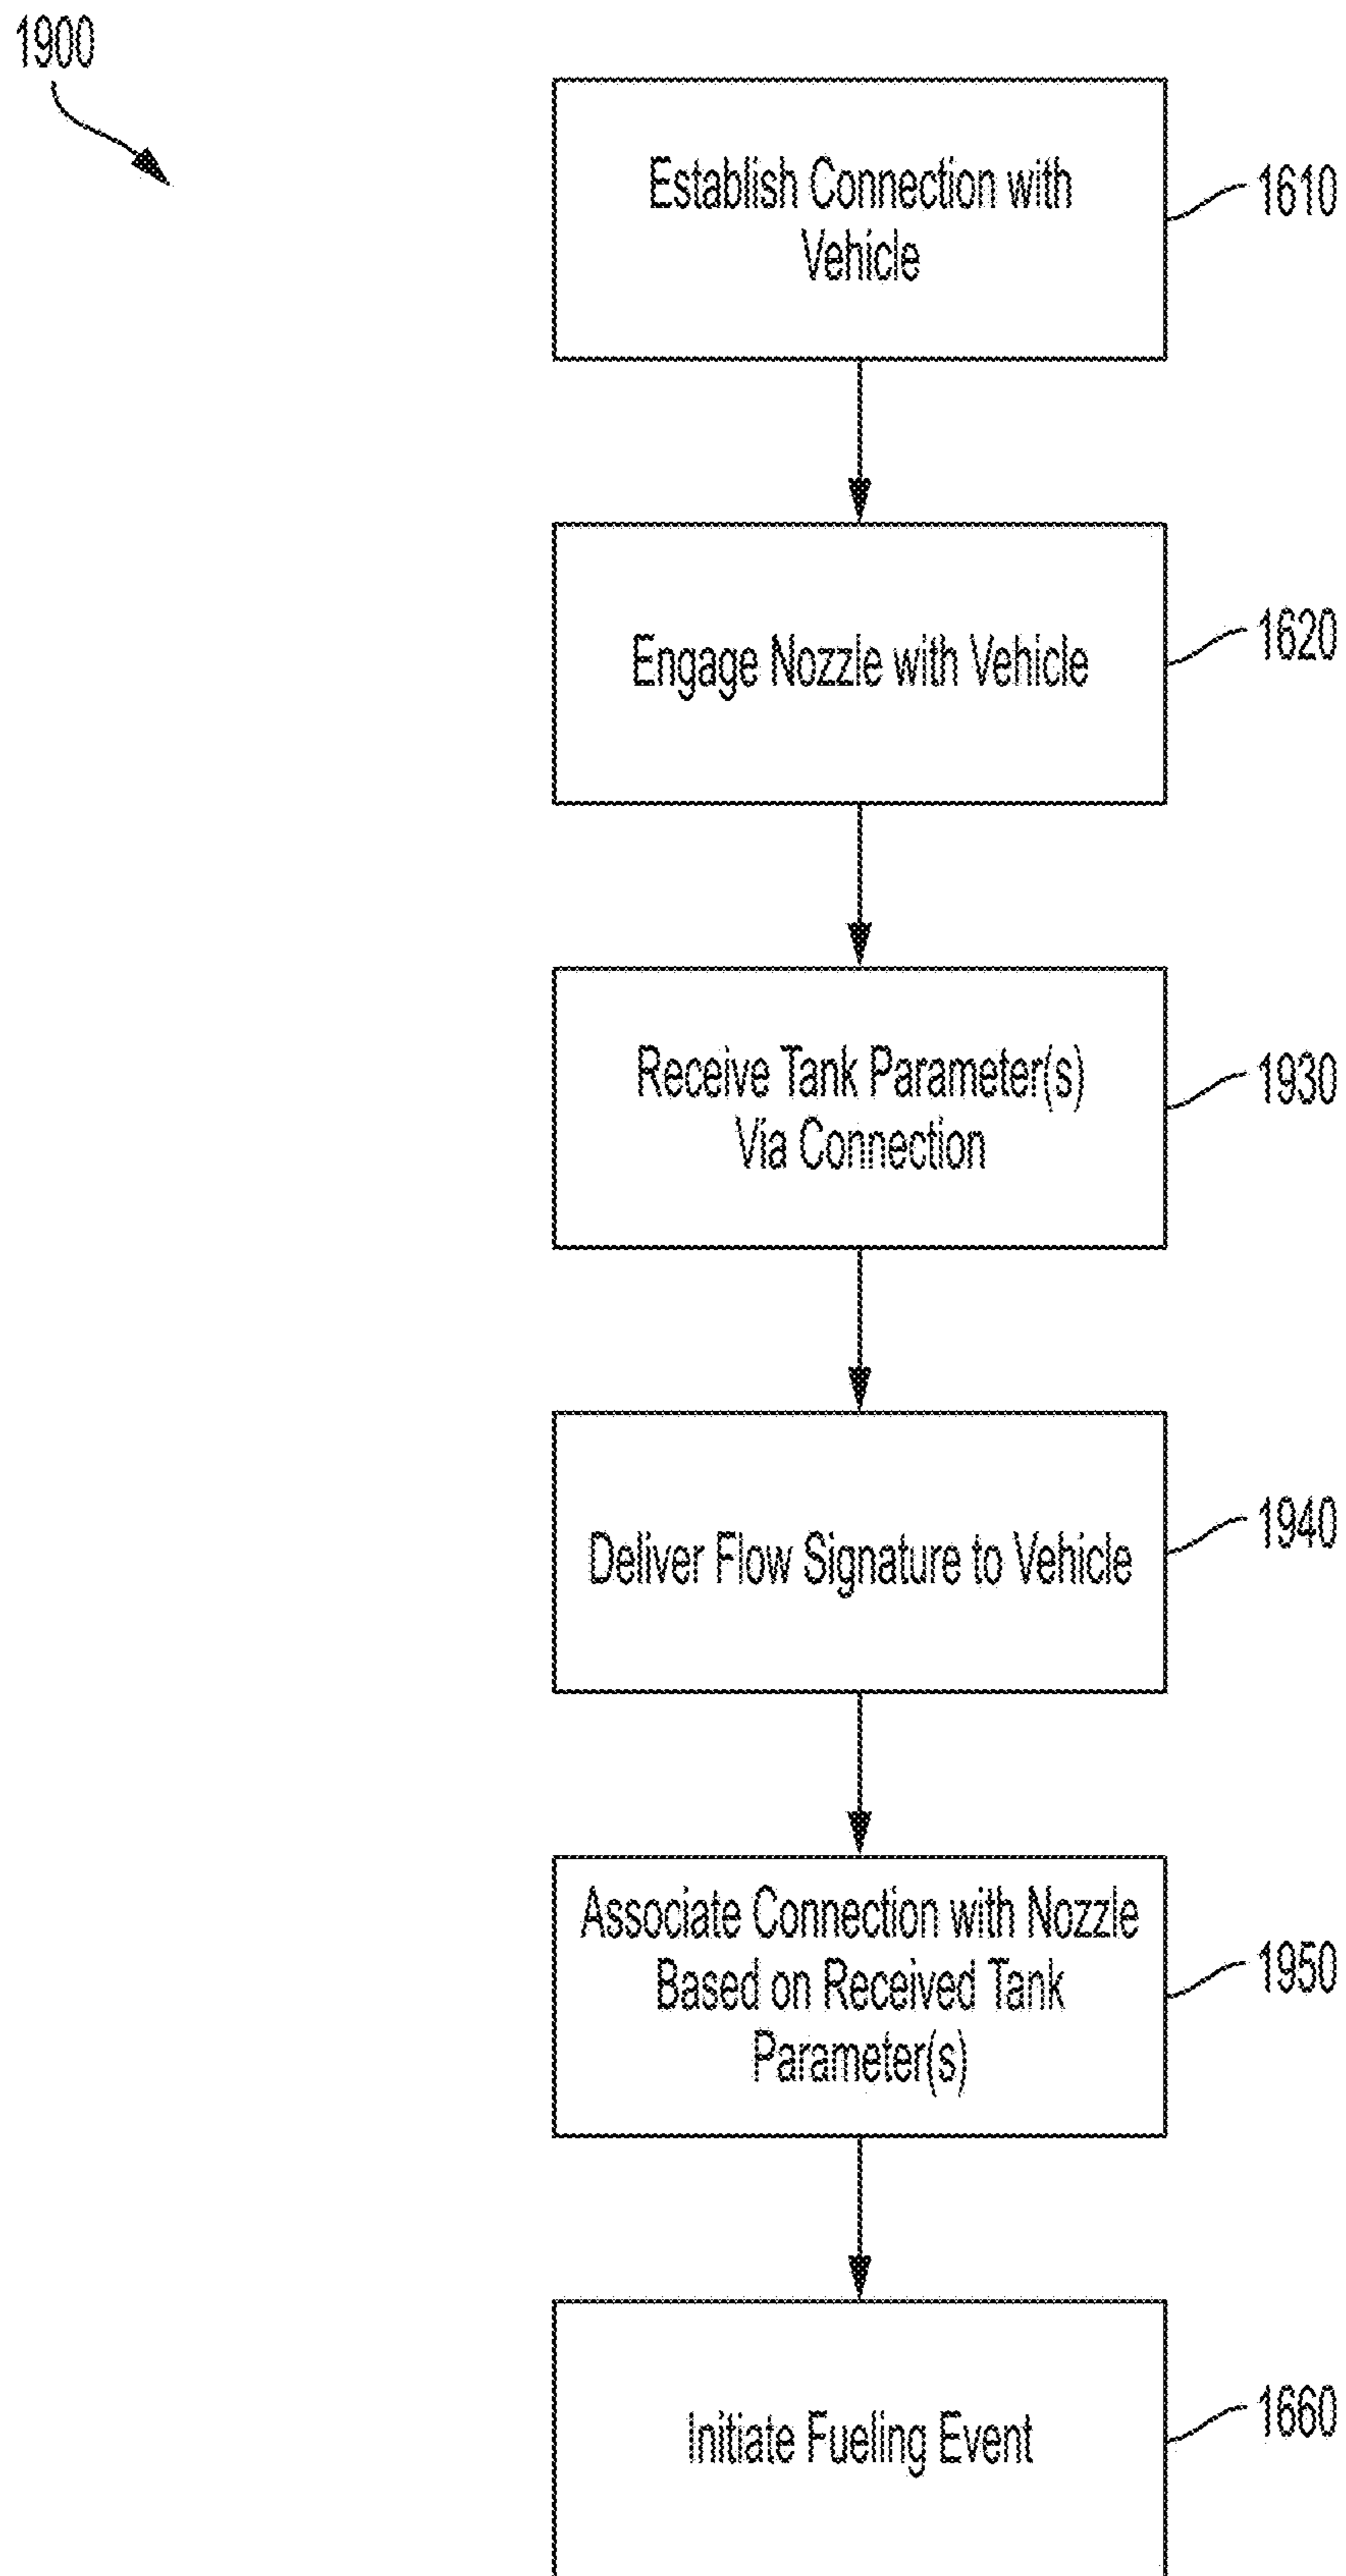 1900
Establish Connection with
Vehicle
1610
Engage Nozzle with Vehicle
1620
Receive Tank Parameter(s)
Via Connection
1930
Deliver Flow Signature to Vehicle
1940
Associate Connection with Nozzle
Based on Received Tank
Parameter(s)
1950
Initiate Fueling Event
1660